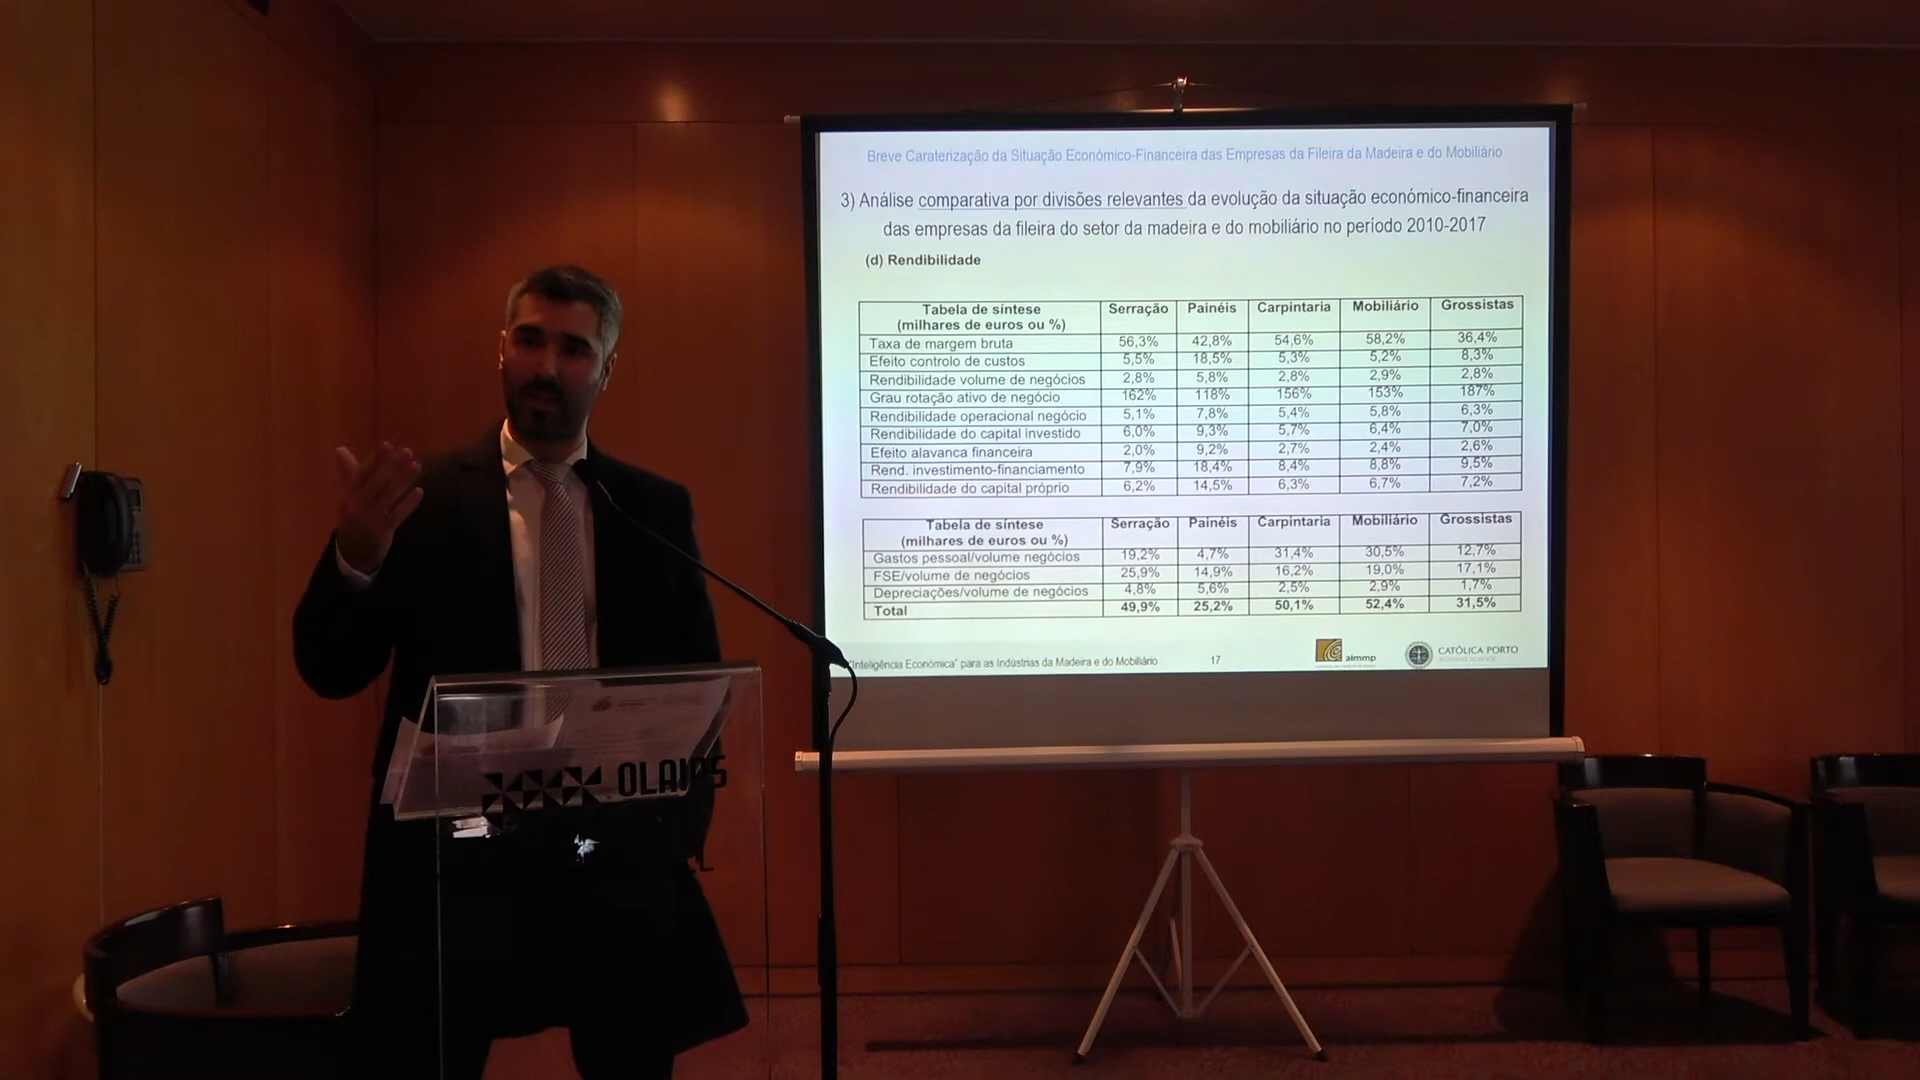 Breve Caraterização da Situação Económico-Financeira das Empresas da Fileira da Madeira e do Mobiliário
3) Análise comparativa por divisões relevantes da evolução da situação económico-financeira
das empresas da fileira do setor da madeira e do mobiliário no período 2010-2017
(d) Rendibilidade
Tabela de síntese (milhares de euros ou %) Serração Painéis Carpintaria Mobiliário Grossistas
Taxa de margem bruta 56,3% 42,8% 54,6% 58,2% 36,4%
Efeito controlo de custos 5,5% 18,5% 5,3% 5,2% 8,3%
Rendibilidade volume de negócios 2,8% 5,8% 2,8% 2,9% 2,8%
Grau rotação ativo de negócio 162% 118% 156% 153% 187%
Rendibilidade operacional negócio 5,1% 7,8% 5,4% 5,8% 6,3%
Rendibilidade do capital investido 6,0% 9,3% 5,7% 6,4% 7,0%
Efeito alavanca financeira 2,0% 9,2% 2,7% 2,4% 2,6%
Rend. investimento-financiamento 7,9% 18,4% 8,4% 8,8% 9,5%
Rendibilidade do capital próprio 6,2% 14,5% 6,3% 6,7% 7,2%
Tabela de síntese (milhares de euros ou %) Serração Painéis Carpintaria Mobiliário Grossistas
Gastos pessoal/volume negócios 19,2% 4,7% 31,4% 30,5% 12,7%
FSE/volume de negócios 25,9% 14,9% 16,2% 19,0% 17,1%
Depreciações/volume de negócios 4,8% 5,6% 2,5% 2,9% 1,7%
Total 49,9% 25,2% 50,1% 52,4% 31,5%
"Inteligência Económica" para as Indústrias da Madeira e do Mobiliário 17
aimmp
CATÓLICA PORTO
OLAIAS